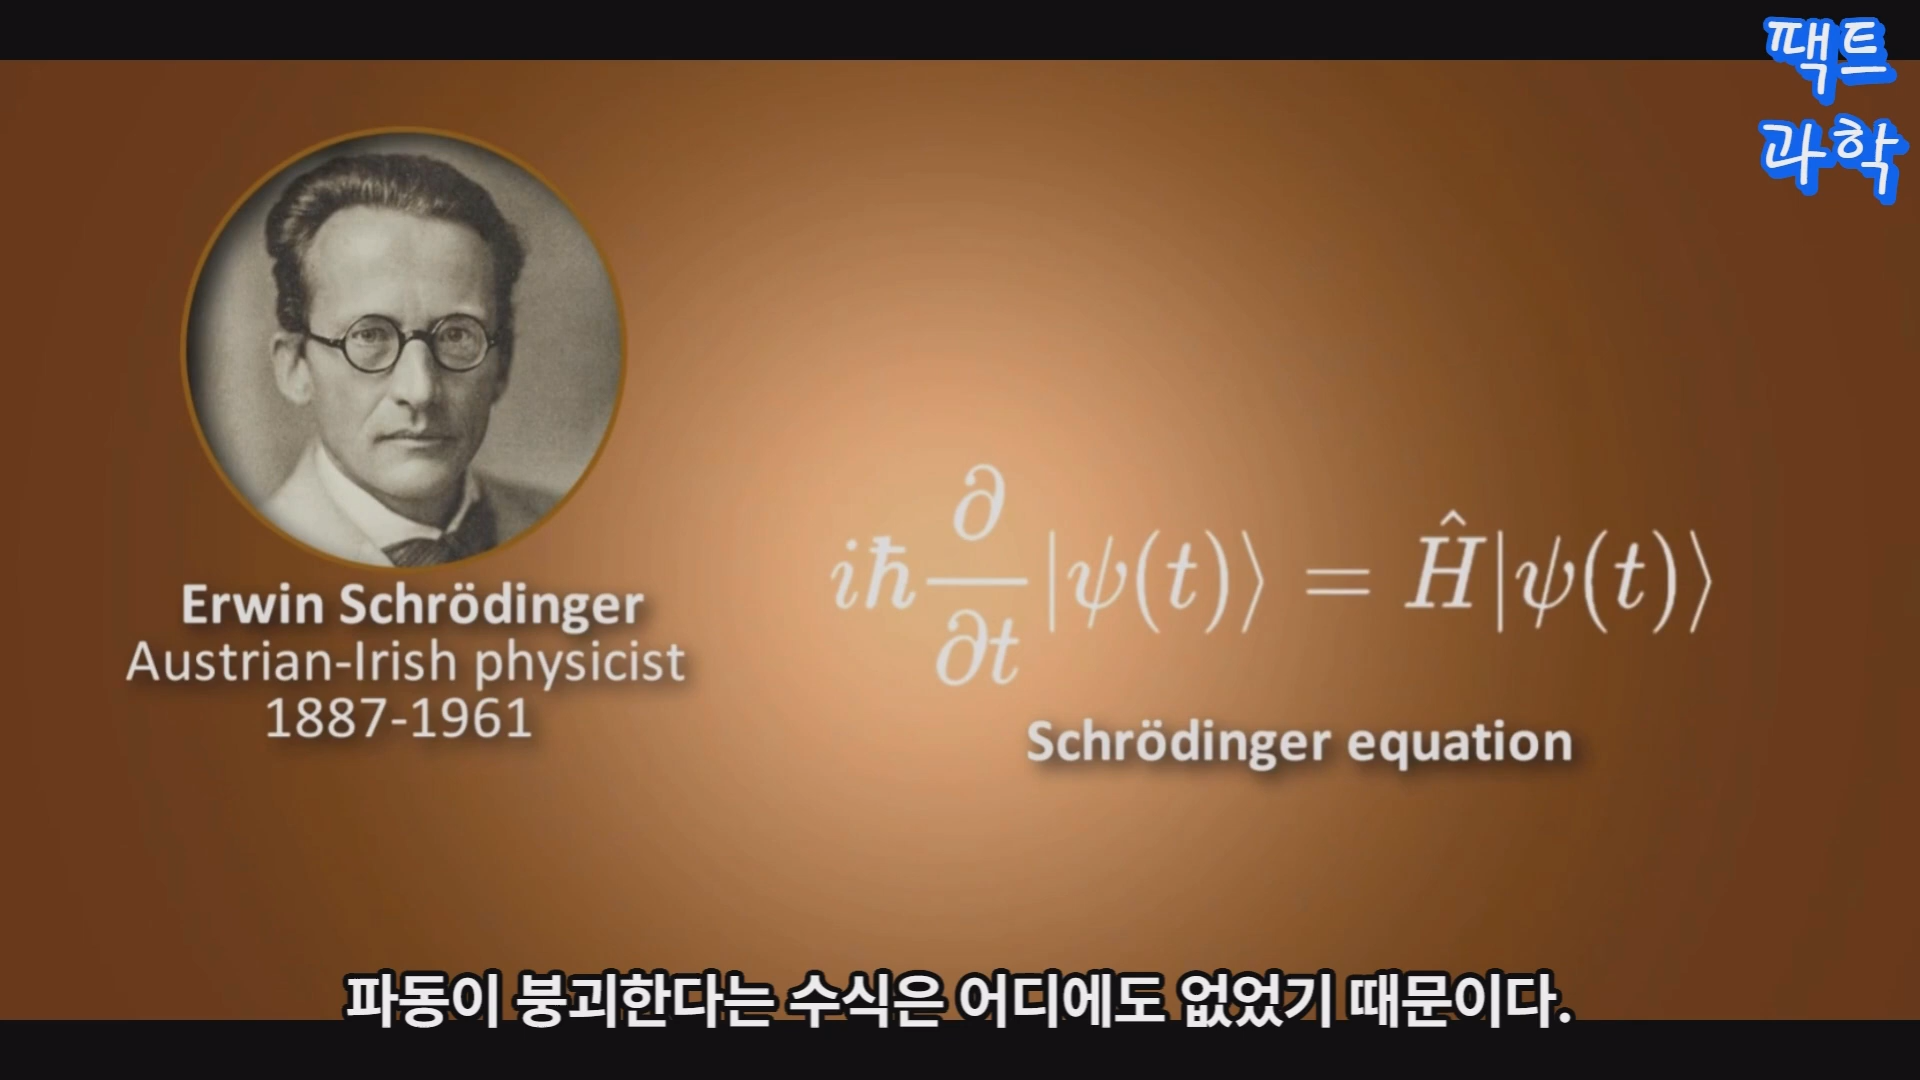 팩트
과학
Erwin Schrödinger
Austrian-Irish physicist
1887-1961
iħ ∂/∂t |ψ(t)⟩ = Ĥ|ψ(t)⟩
Schrödinger equation
파동이 붕괴한다는 수식은 어디에도 없었기 때문이다.